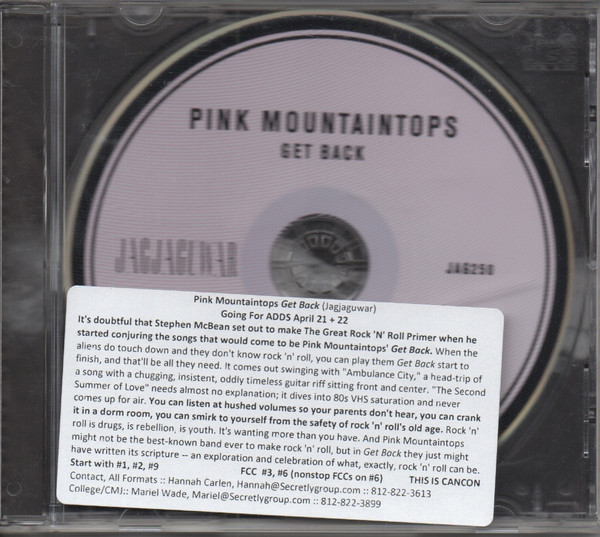 PINK MOUNTAINTOPS
GET BACK
JAGJAGUWAR
JAG250
Pink Mountaintops Get Back (Jagjaguwar)
Going For ADDS April 21 + 22
It's doubtful that Stephen McBean set out to make The Great Rock 'N' Roll Primer when he
started conjuring the songs that would come to be Pink Mountaintops' Get Back. When the
aliens do touch down and they don't know rock 'n' roll, you can play them Get Back start to
finish, and that'll be all they need. It comes out swinging with "Ambulance City," a head-trip of
a song with a chugging, insistent, oddly timeless guitar riff sitting front and center. "The Second
Summer of Love" needs almost no explanation; it dives into 80s VHS saturation and never
comes up for air. You can listen at hushed volumes so your parents don't hear, you can crank
it in a dorm room, you can smirk to yourself from the safety of rock 'n' roll's old age. Rock 'n'
roll is drugs, is rebellion, is youth. It's wanting more than you have. And Pink Mountaintops
might not be the best-known band ever to make rock 'n' roll, but in Get Back they just might
have written its scripture -- an exploration and celebration of what, exactly, rock 'n' roll can be.
Start with #1, #2, #9 FCC #3, #6 (nonstop FCCs on #6) THIS IS CANCON
Contact, All Formats :: Hannah Carlen, Hannah@Secretlygroup.com :: 812-822-3613
College/CMJ:: Mariel Wade, Mariel@Secretlygroup.com :: 812-822-3899